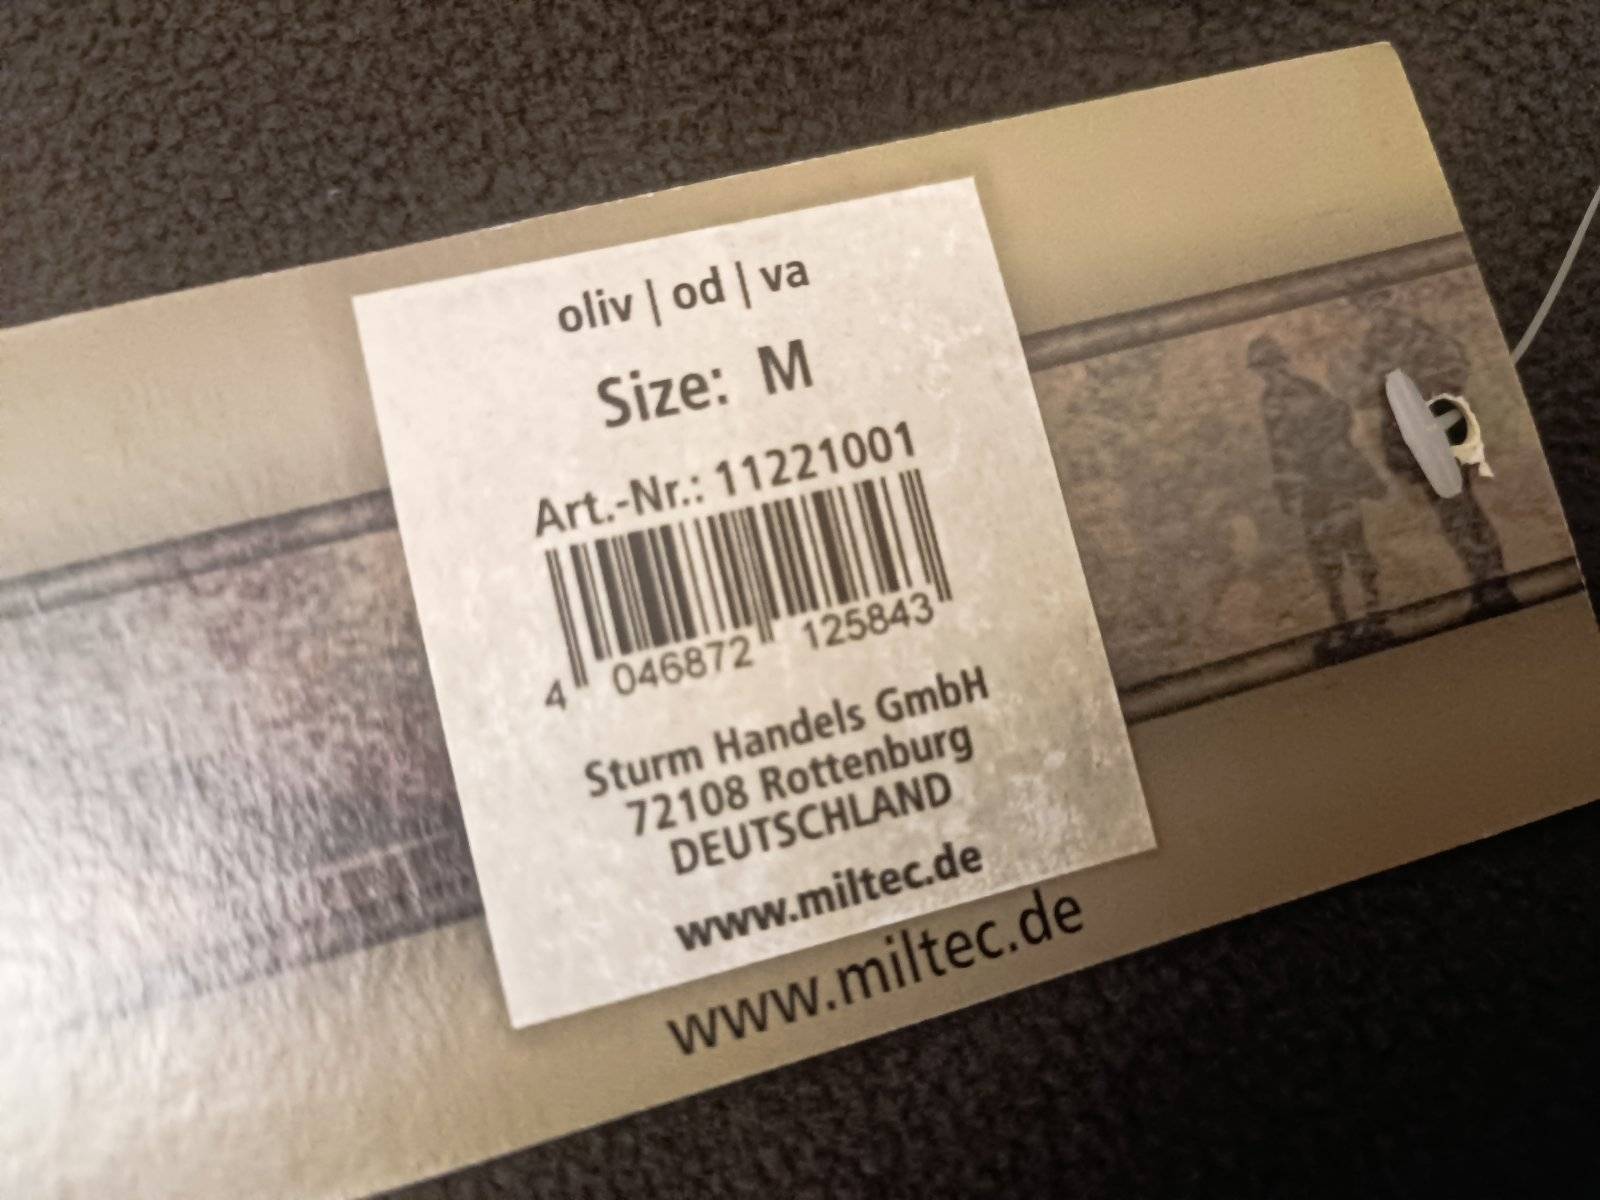 oliv | od | va
Size: M
Art.-Nr.: 11221001
4 046872 125843
Sturm Handels GmbH
72108 Rottenburg
DEUTSCHLAND
www.miltec.de
www.miltec.de